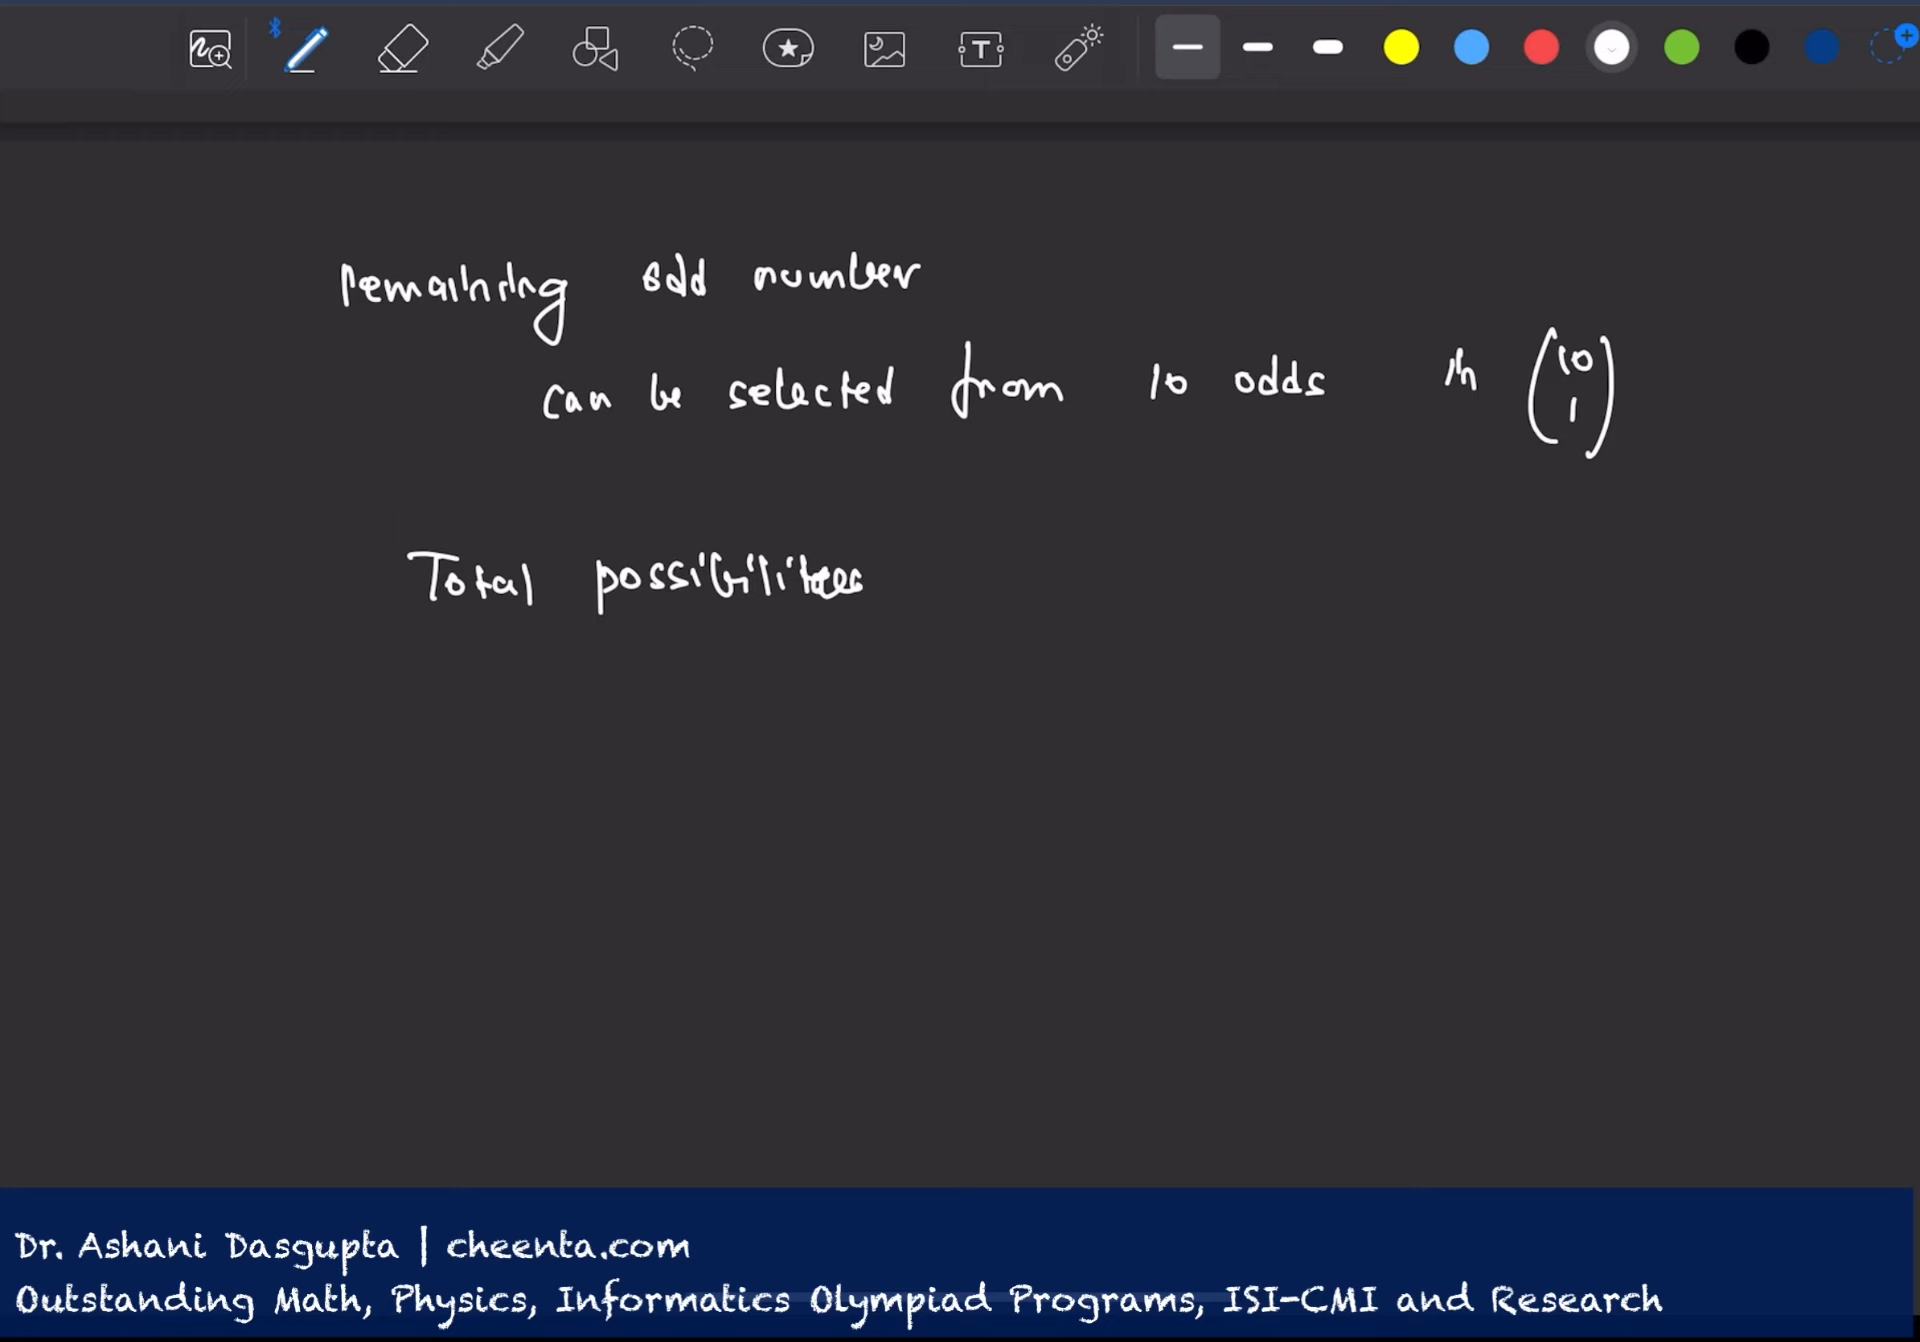 remaining odd number
can be selected from 10 odds in (10 1)
Total possibilities
Dr. Ashani Dasgupta | cheenta.com
Outstanding Math, Physics, Informatics Olympiad Programs, ISI-CMI and Research